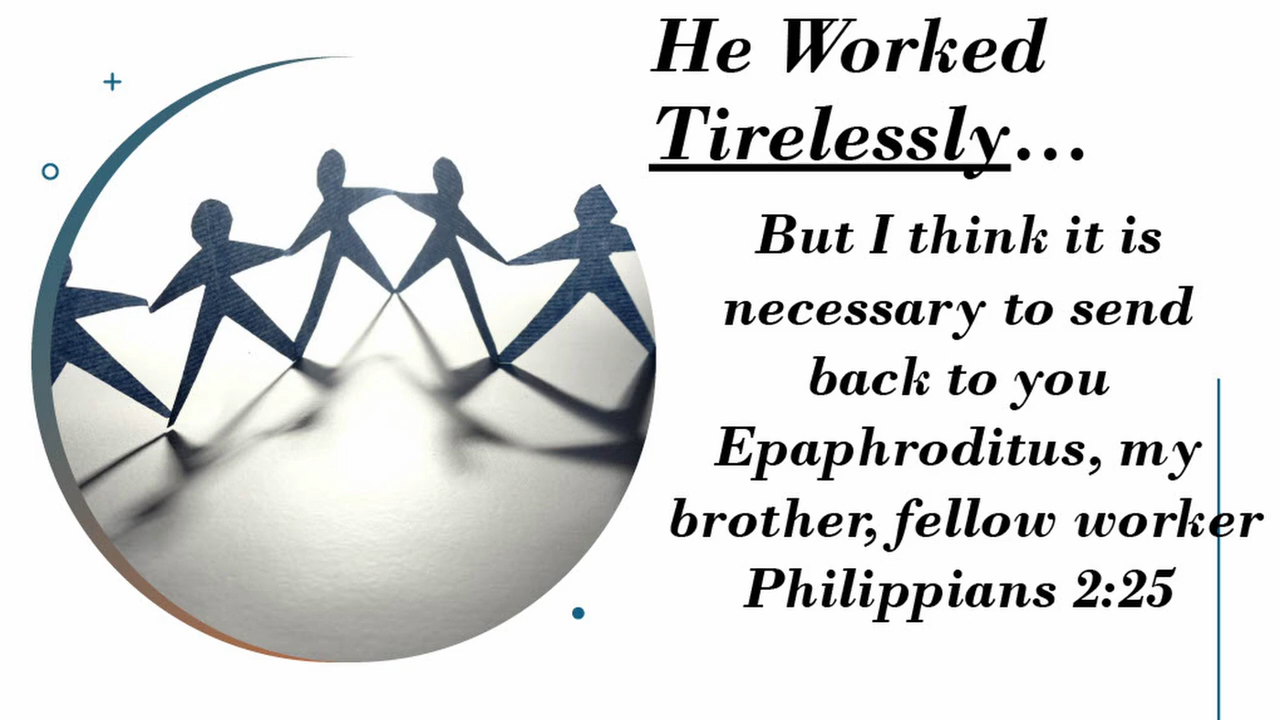 He Worked
Tirelessly...
But I think it is
necessary to send
back to you
Epaphroditus, my
brother, fellow worker
Philippians 2:25